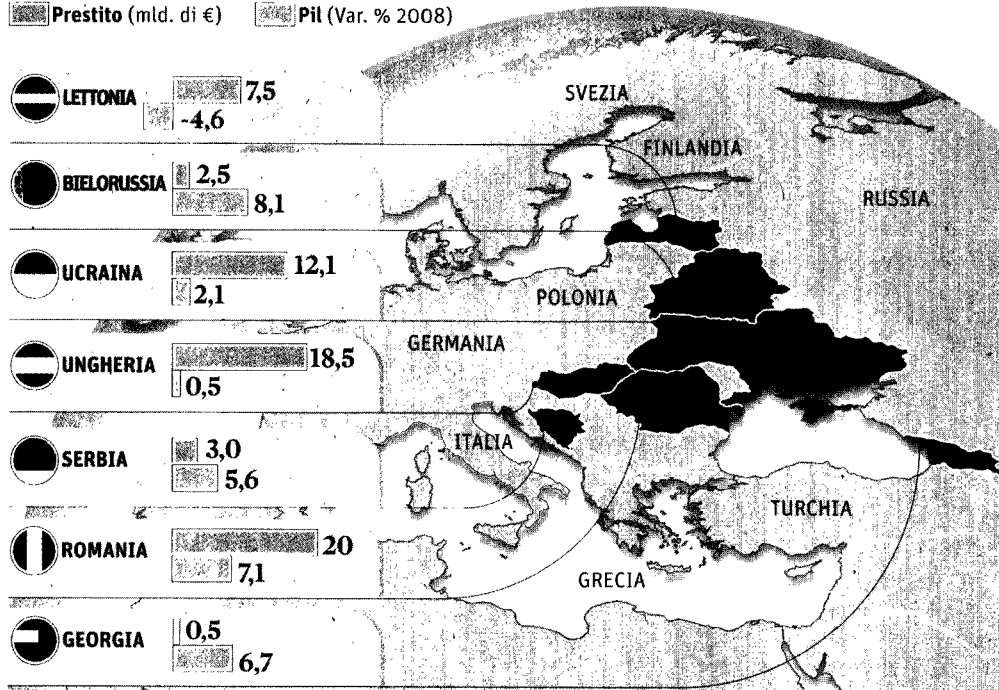 Prestito (mld. di €) Pil (Var. % 2008)
LETTONIA 7,5
-4,6
BIELORUSSIA 2,5
8,1
UCRAINA 12,1
2,1
UNGHERIA 18,5
0,5
SERBIA 3,0
5,6
ROMANIA 20
7,1
GEORGIA 0,5
6,7
SVEZIA
FINLANDIA
RUSSIA
POLONIA
GERMANIA
ITALIA
TURCHIA
GRECIA